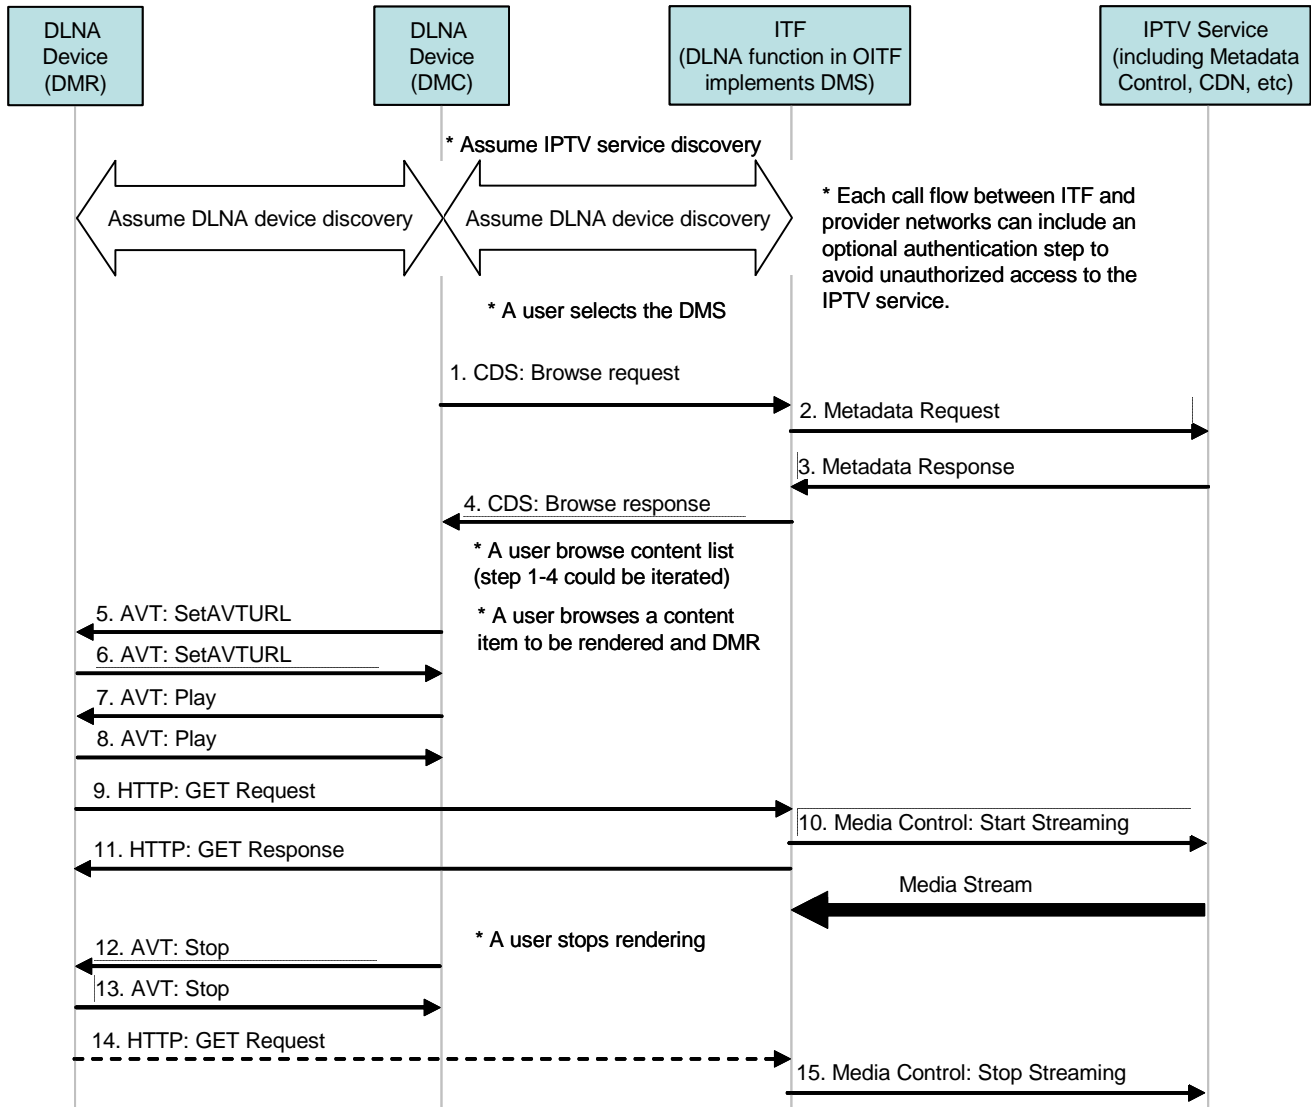 DLNA
Device
(DMR)
DLNA
Device
(DMC)
ITF
(DLNA function in OITF
implements DMS)
IPTV Service
(including Metadata
Control, CDN, etc)
* Assume IPTV service discovery
Assume DLNA device discovery
Assume DLNA device discovery
* Each call flow between ITF and
provider networks can include an
optional authentication step to
avoid unauthorized access to the
IPTV service.
* A user selects the DMS
1. CDS: Browse request
2. Metadata Request
3. Metadata Response
4. CDS: Browse response
* A user browse content list
(step 1-4 could be iterated)
5. AVT: SetAVTURL
* A user browses a content
item to be rendered and DMR
6. AVT: SetAVTURL
7. AVT: Play
8. AVT: Play
9. HTTP: GET Request
10. Media Control: Start Streaming
11. HTTP: GET Response
Media Stream
* A user stops rendering
12. AVT: Stop
13. AVT: Stop
14. HTTP: GET Request
15. Media Control: Stop Streaming